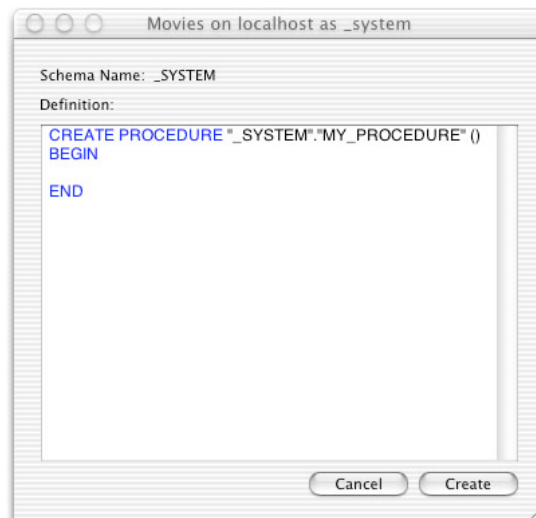 Movies on localhost as _system
Schema Name: _SYSTEM
Definition:
CREATE PROCEDURE "_SYSTEM"."MY_PROCEDURE" ()
BEGIN
END
Cancel Create